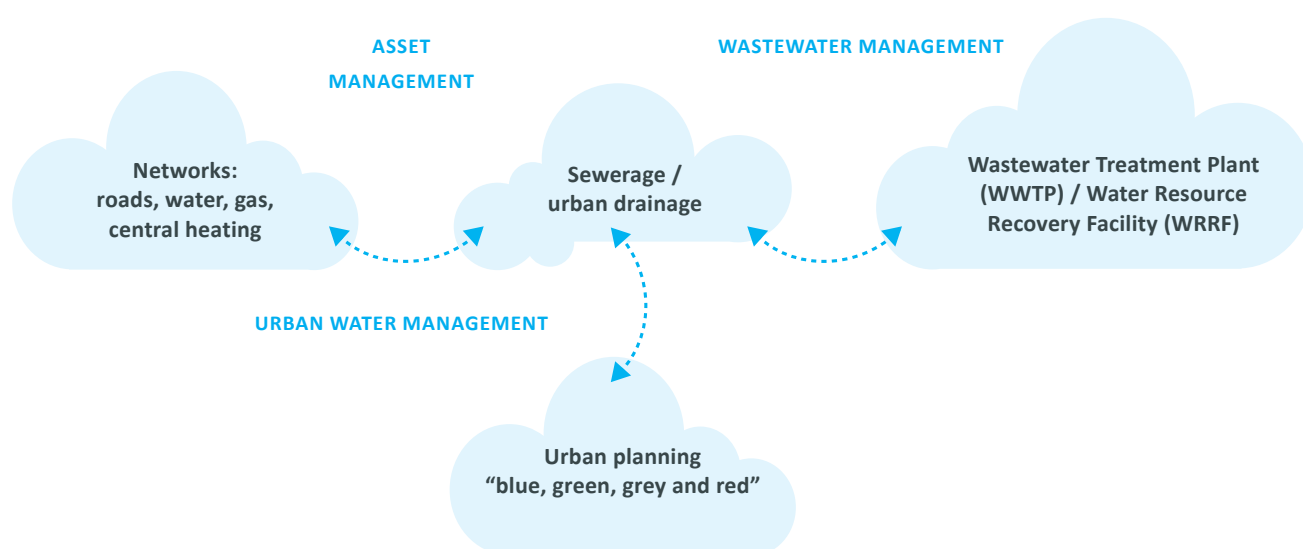 ASSET
MANAGEMENT
WASTEWATER MANAGEMENT
Networks:
roads, water, gas,
central heating
Sewerage /
urban drainage
Wastewater Treatment Plant
(WWTP) / Water Resource
Recovery Facility (WRRF)
URBAN WATER MANAGEMENT
Urban planning
“blue, green, grey and red”